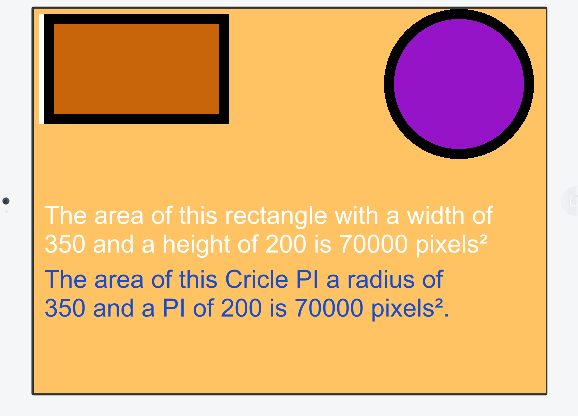 The area of this rectangle with a width of
350 and a height of 200 is 70000 pixels²
The area of this Cricle PI a radius of
350 and a PI of 200 is 70000 pixels².